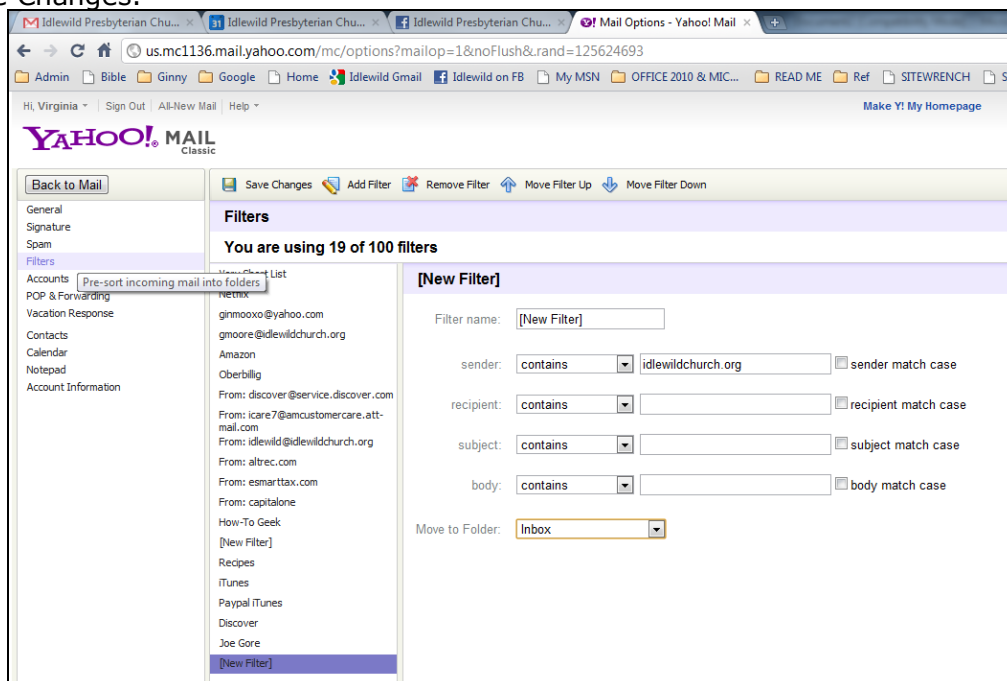 e Changes.
Idlewild Presbyterian Chu... × 31 Idlewild Presbyterian Chu... × Idlewild Presbyterian Chu... × Mail Options - Yahoo! Mail ×
us.mc1136.mail.yahoo.com/mc/options?mailop=1&noFlush&.rand=125624693
Admin Bible Ginny Google Home Idlewild Gmail Idlewild on FB My MSN OFFICE 2010 & MIC... READ ME Ref SITEWRENCH S
Hi, Virginia Sign Out All-New Mail Help Make Y! My Homepage
YAHOO!® MAIL
Classic
Back to Mail Save Changes Add Filter Remove Filter Move Filter Up Move Filter Down
General
Signature
Spam
Filters
Accounts
POP & Forwarding
Vacation Response
Contacts
Calendar
Notepad
Account Information
Pre-sort incoming mail into folders
Filters
You are using 19 of 100 filters
Very Short List
Netflix
ginmooxo@yahoo.com
gmoore@idlewildchurch.org
Amazon
Oberbillig
From: discover@service.discover.com
From: icare7@amcustomercare.att-
mail.com
From: idlewild@idlewildchurch.org
From: altrec.com
From: esmarttax.com
From: capitalone
How-To Geek
[New Filter]
Recipes
iTunes
Paypal iTunes
Discover
Joe Gore
[New Filter]
[New Filter]
Filter name: [New Filter]
sender: contains idlewildchurch.org sender match case
recipient: contains recipient match case
subject: contains subject match case
body: contains body match case
Move to Folder: Inbox